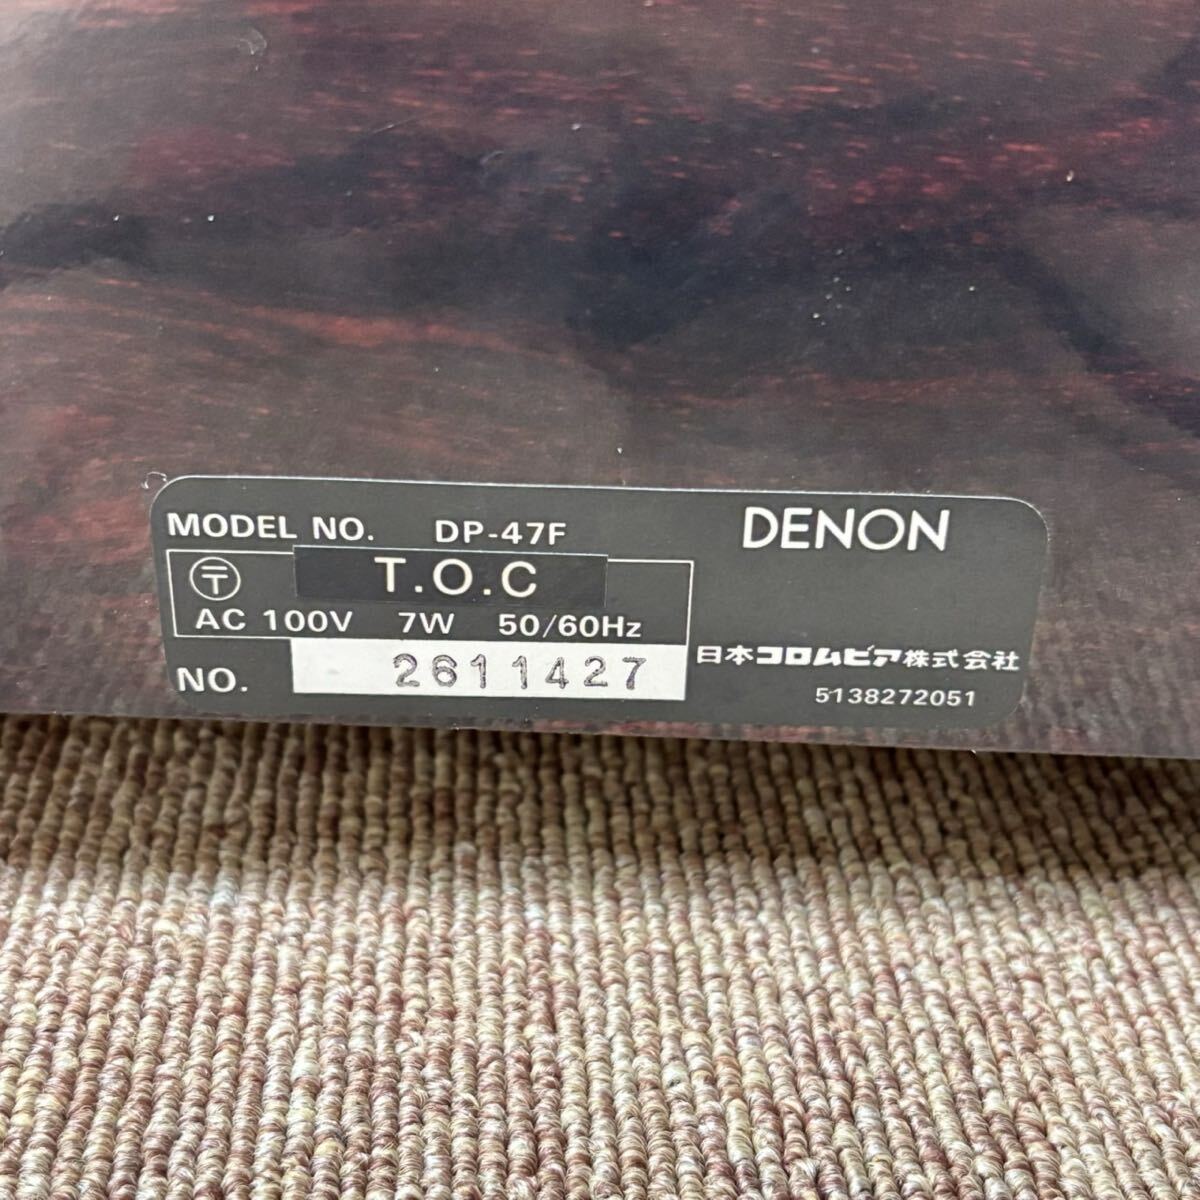 MODEL NO. DP-47F
DENON
〒 T.O.C
AC 100V 7W 50/60Hz
NO. 2611427
日本コロムビア株式会社
5138272051